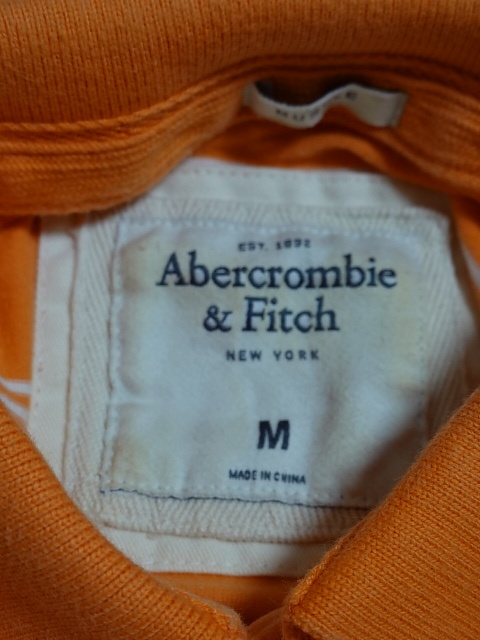 EST. 1892
Abercrombie
& Fitch
NEW YORK
M
MADE IN CHINA